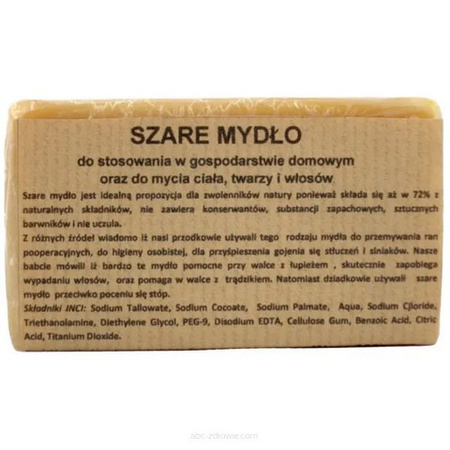 SZARE MYDŁO
do stosowania w gospodarstwie domowym
oraz do mycia ciała, twarzy i włosów
Szare mydło jest idealną propozycja dla zwolenników natury ponieważ składa się aż w 72% z
naturalnych składników, nie zawiera konserwantów, substancji zapachowych, sztucznych
barwników i nie uczula.
Z różnych źródeł wiadomo iż nasi przodkowie używali tego rodzaju mydła do przemywania ran
pooperacyjnych, do higieny osobistej, dla przyśpieszenia gojenia się stłuczeń i siniaków. Nasze
babcie mówili iż bardzo te mydło pomocne przy walce z łupieżem , skutecznie zapobiega
wypadaniu włosów, oraz pomaga w walce z trądzikiem. Natomiast dziadkowie używali szare
mydło przeciwko poceniu się stóp.
Składniki INCI: Sodium Tallowate, Sodium Cocoate, Sodium Palmate, Aqua, Sodium Cjloride,
Triethanolamine, Diethylene Glycol, PEG-9, Disodium EDTA, Cellulose Gum, Benzoic Acid, Citric
Acid, Titanium Dioxide.
abc-zdrowie.com